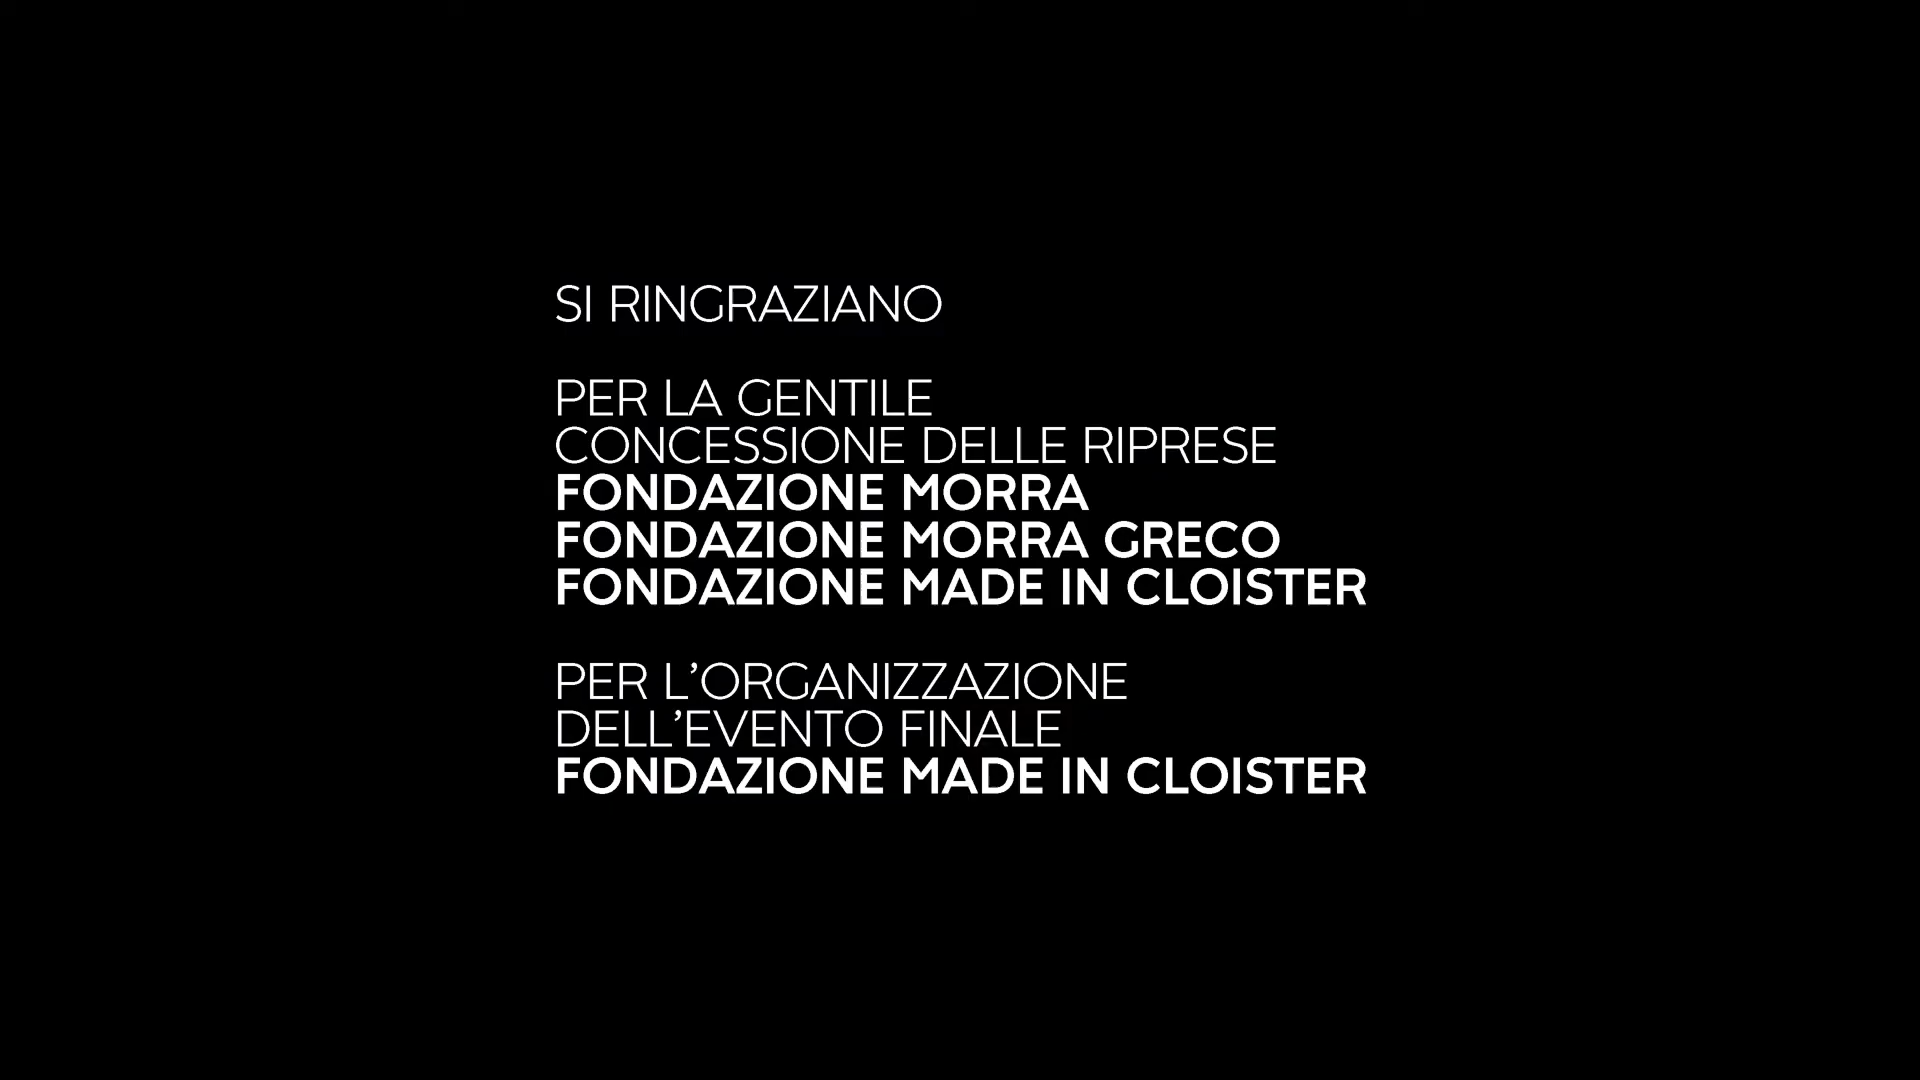 SI RINGRAZIANO
PER LA GENTILE
CONCESSIONE DELLE RIPRESE
FONDAZIONE MORRA
FONDAZIONE MORRA GRECO
FONDAZIONE MADE IN CLOISTER
PER L’ORGANIZZAZIONE
DELL’EVENTO FINALE
FONDAZIONE MADE IN CLOISTER